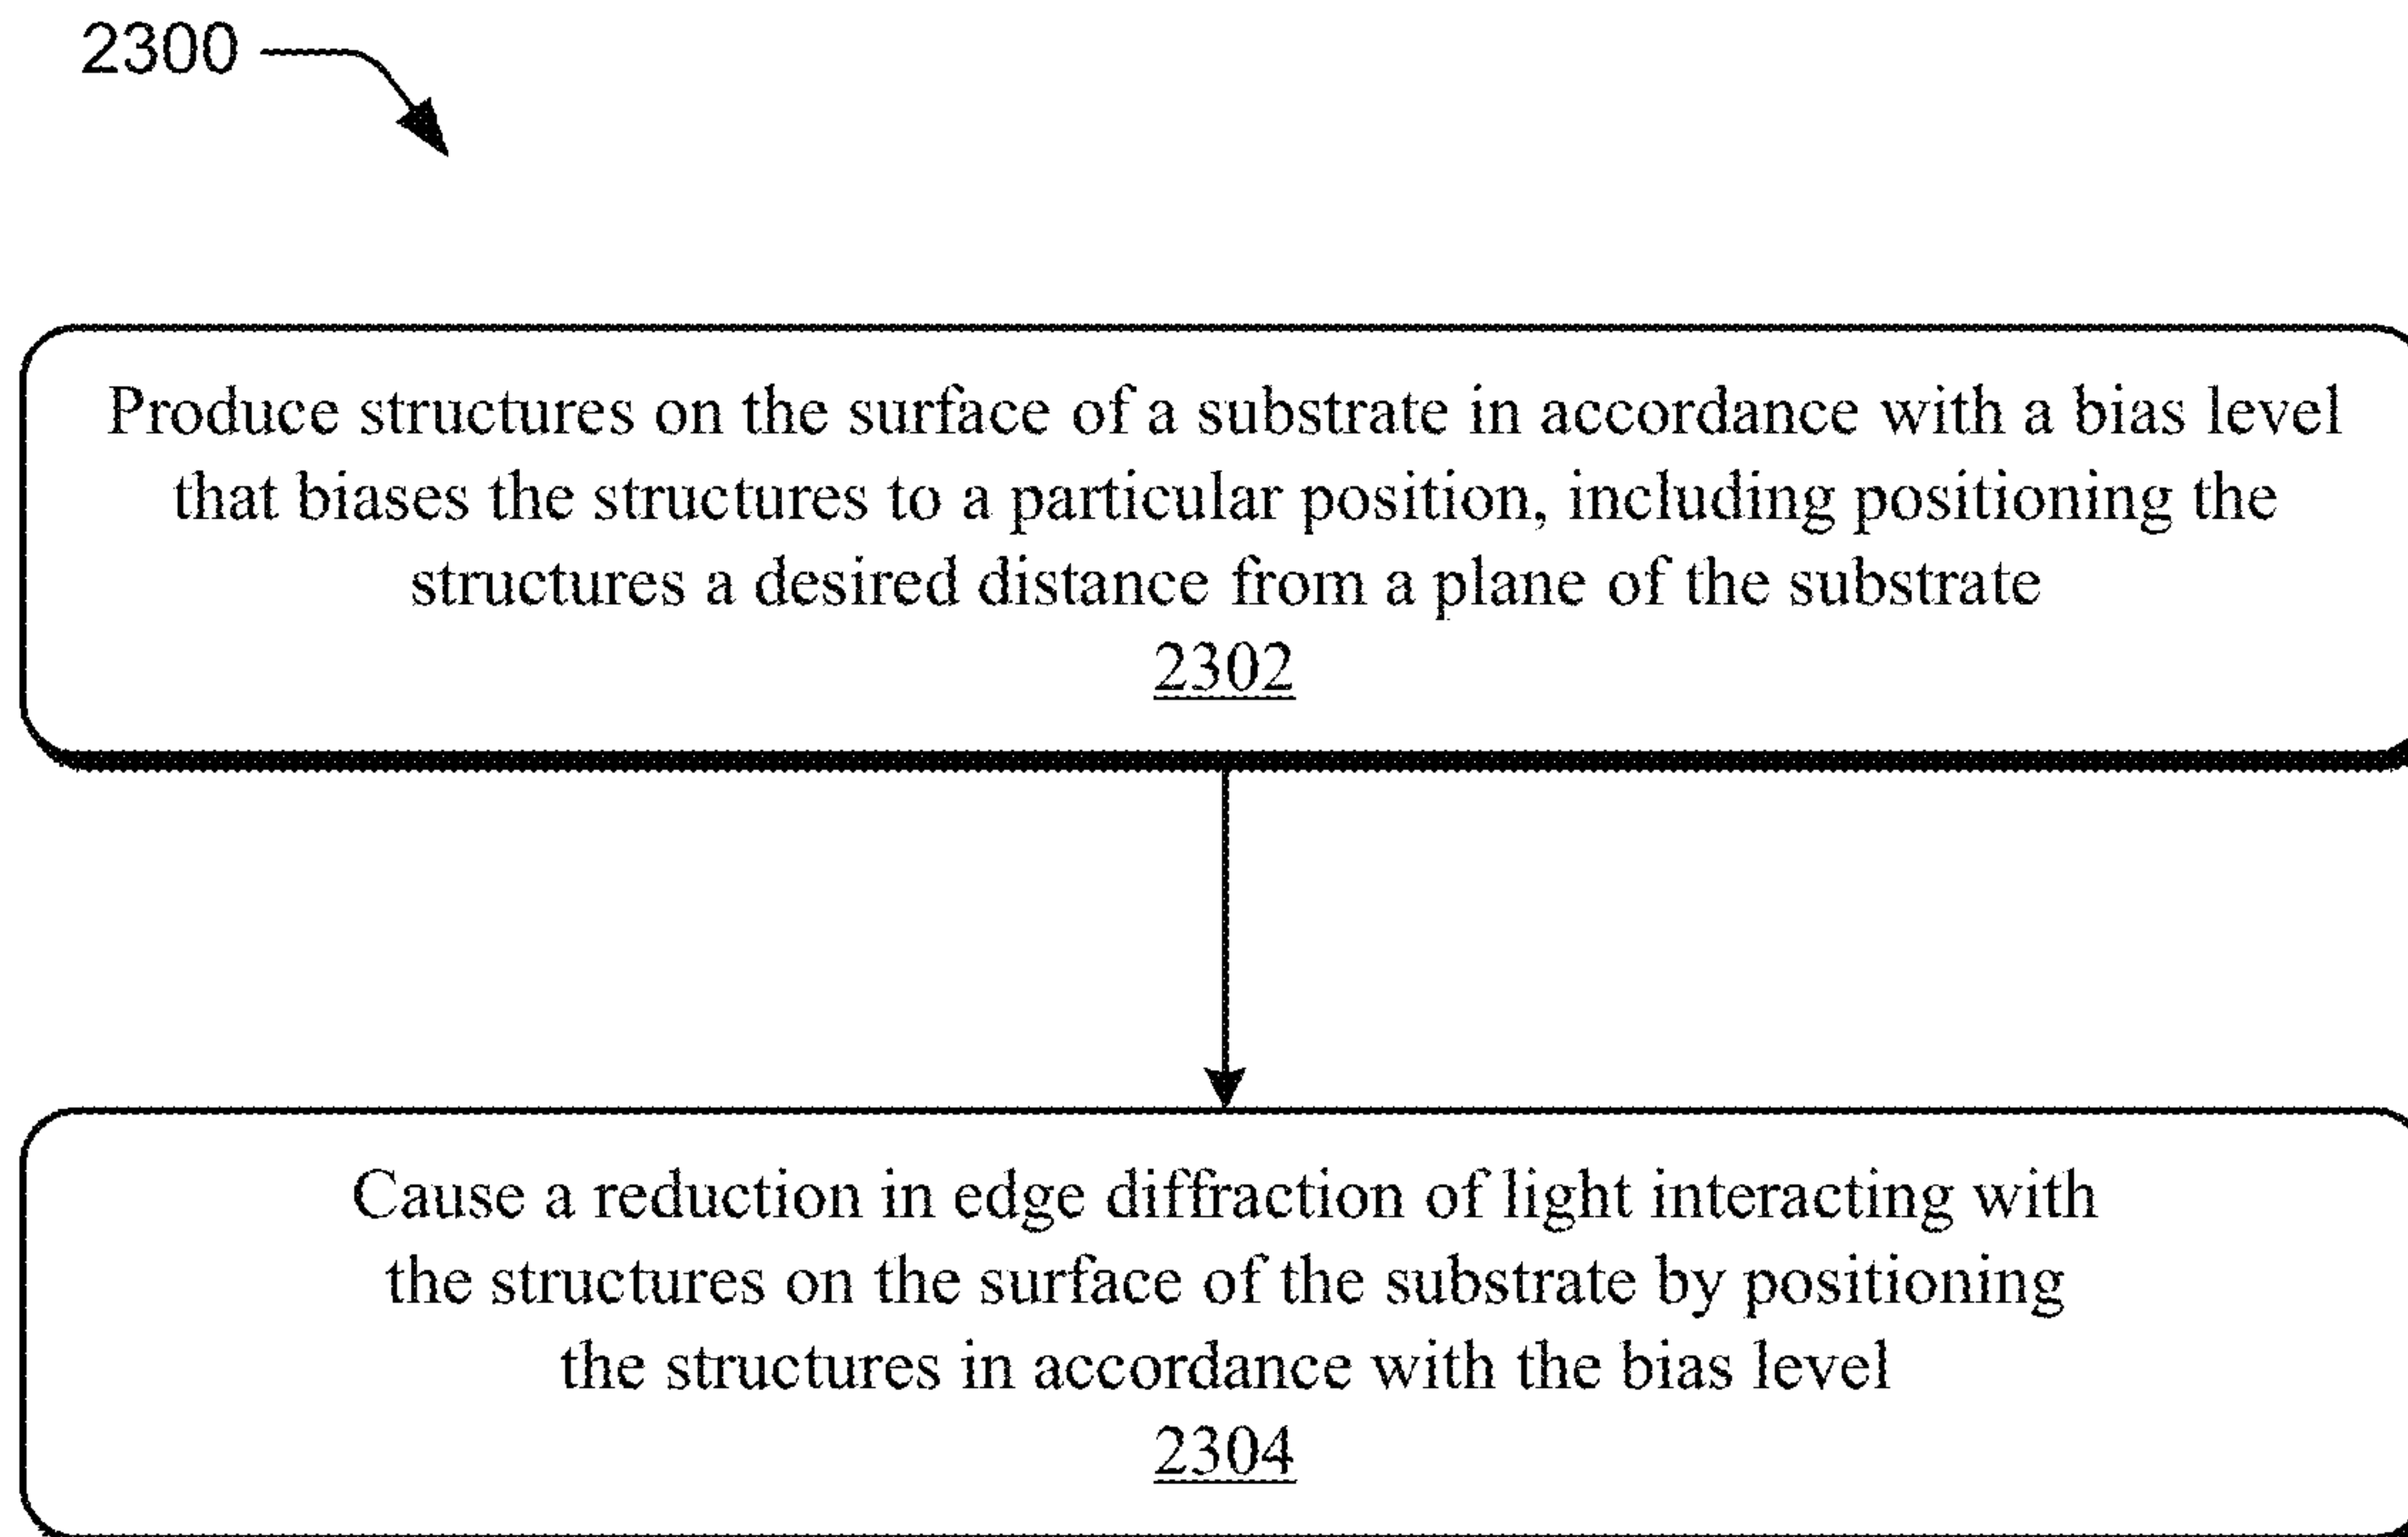 2300
Produce structures on the surface of a substrate in accordance with a bias level
that biases the structures to a particular position, including positioning the
structures a desired distance from a plane of the substrate
2302
Cause a reduction in edge diffraction of light interacting with
the structures on the surface of the substrate by positioning
the structures in accordance with the bias level
2304